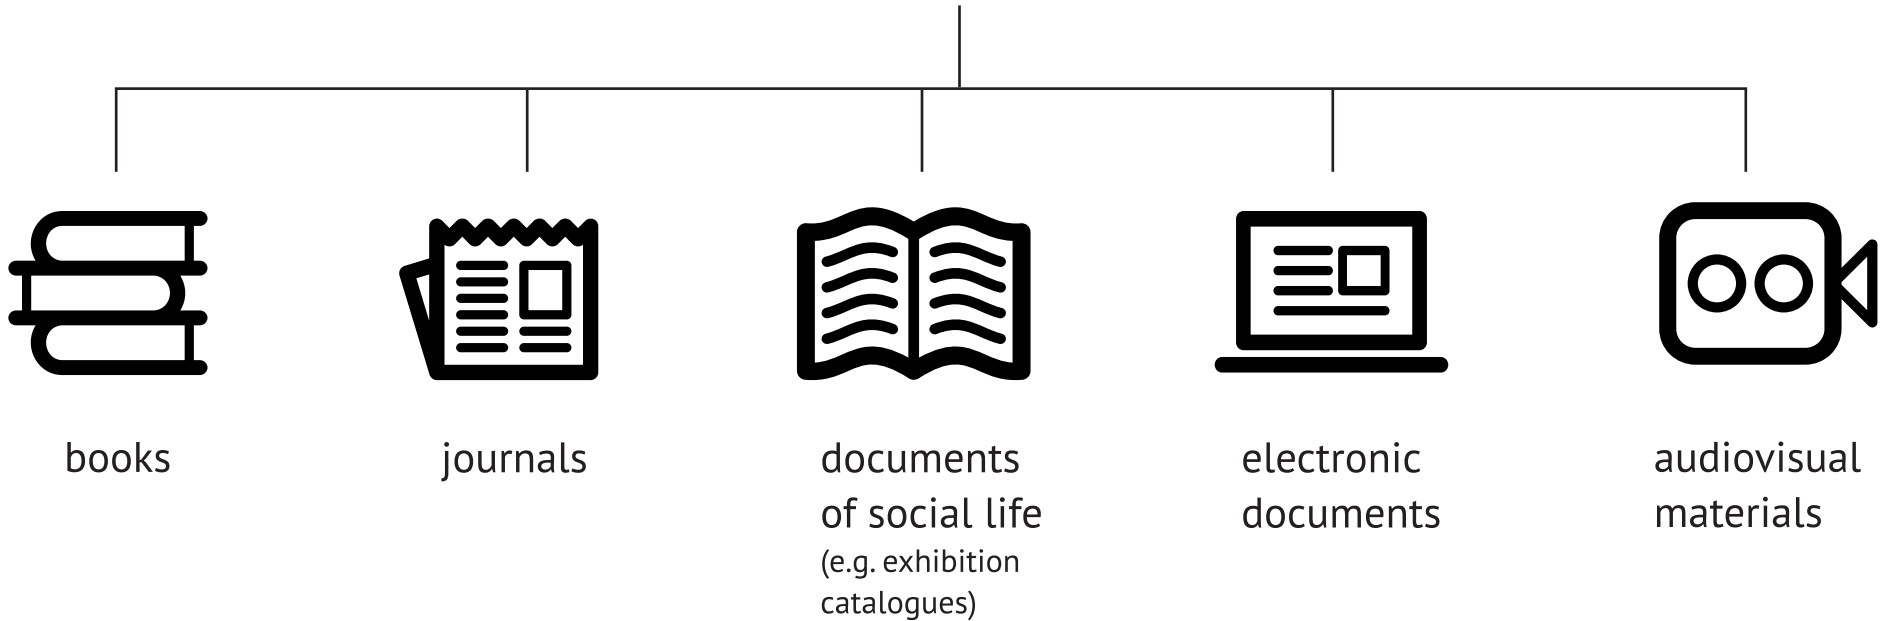 books
journals
documents
of social life
(e.g. exhibition
catalogues)
electronic
documents
audiovisual
materials